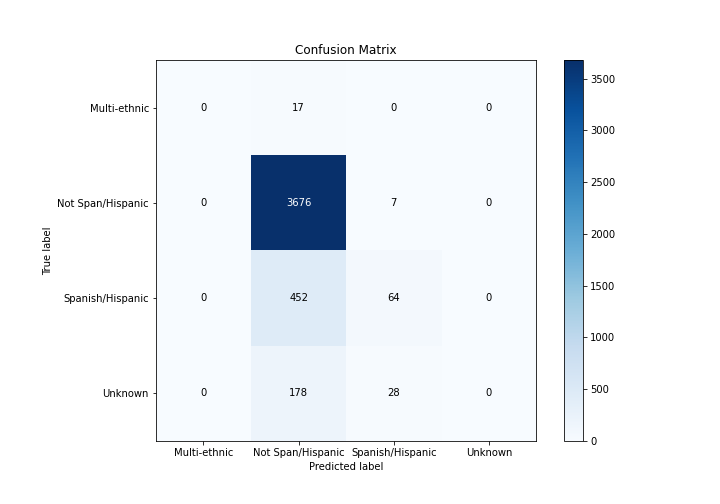 Confusion Matrix
Multi-ethnic 0 17 0 0
Not Span/Hispanic 0 3676 7 0
Spanish/Hispanic 0 452 64 0
Unknown 0 178 28 0
True label
Multi-ethnic Not Span/Hispanic Spanish/Hispanic Unknown
Predicted label
3500
3000
2500
2000
1500
1000
500
0